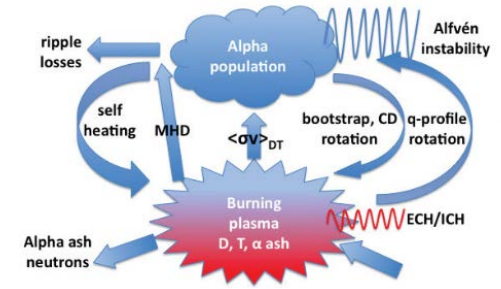 ripple
losses
Alpha
population
Alfvén
instability
self
heating
MHD
<σv>DT
bootstrap, CD
rotation
q-profile
rotation
Burning
plasma
D, T, α ash
ECH/ICH
Alpha ash
neutrons